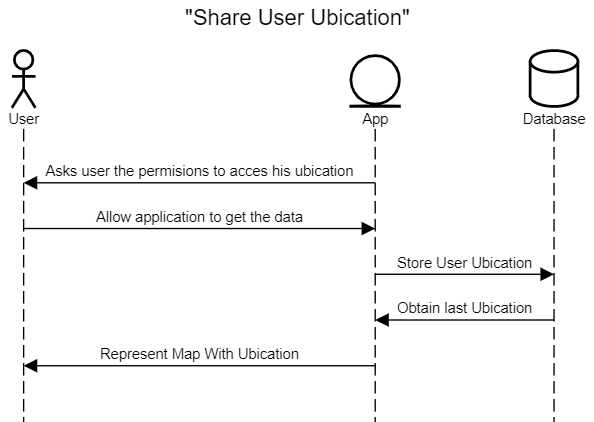 "Share User Ubication"
User
App
Database
Asks user the permisions to acces his ubication
Allow application to get the data
Store User Ubication
Obtain last Ubication
Represent Map With Ubication